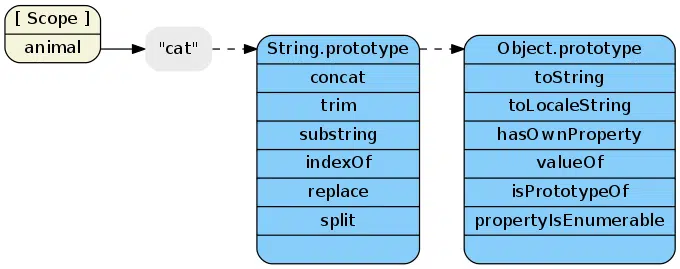 [ Scope ]
animal
"cat"
String.prototype
concat
trim
substring
indexOf
replace
split
Object.prototype
toString
toLocaleString
hasOwnProperty
valueOf
isPrototypeOf
propertyIsEnumerable